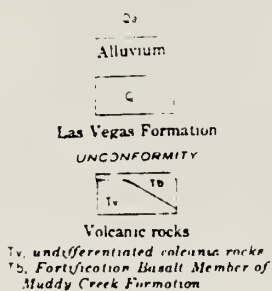 Qa
Alluvium
Q
Las Vegas Formation
UNCONFORMITY
Tb
Tv
Volcanic rocks
Tv, undifferentiated volcanic rocks
Tb, Fortification Basalt Member of
Muddy Creek Formation